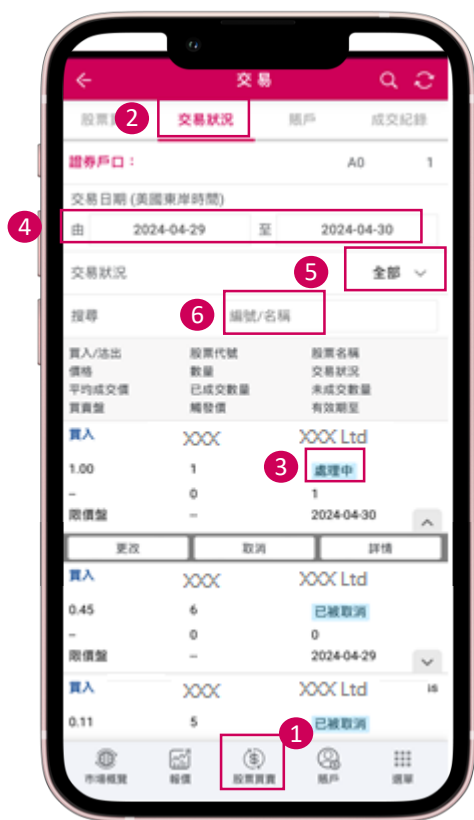 交易
2
股票
交易狀況
賬戶
成交紀錄
證券戶口：
A0 1
交易日期 (美國東岸時間)
4
由 2024-04-29 至 2024-04-30
交易狀況
5
全部
搜尋
6
編號/名稱
買入/沽出 股票代號 股票名稱
價格 數量 交易狀況
平均成交價 已成交數量 未成交數量
買賣盤 觸發價 有效期至
買入 XXX XXX Ltd
1.00 1 3 處理中
– 0 1
限價盤 – 2024-04-30
更改 取消 詳情
買入 XXX XXX Ltd
0.45 6 已被取消
– 0 0
限價盤 – 2024-04-29
買入 XXX XXX Ltd is
0.11 5 已被取消
1
市場概覽 報價 股票買賣 賬戶 選單